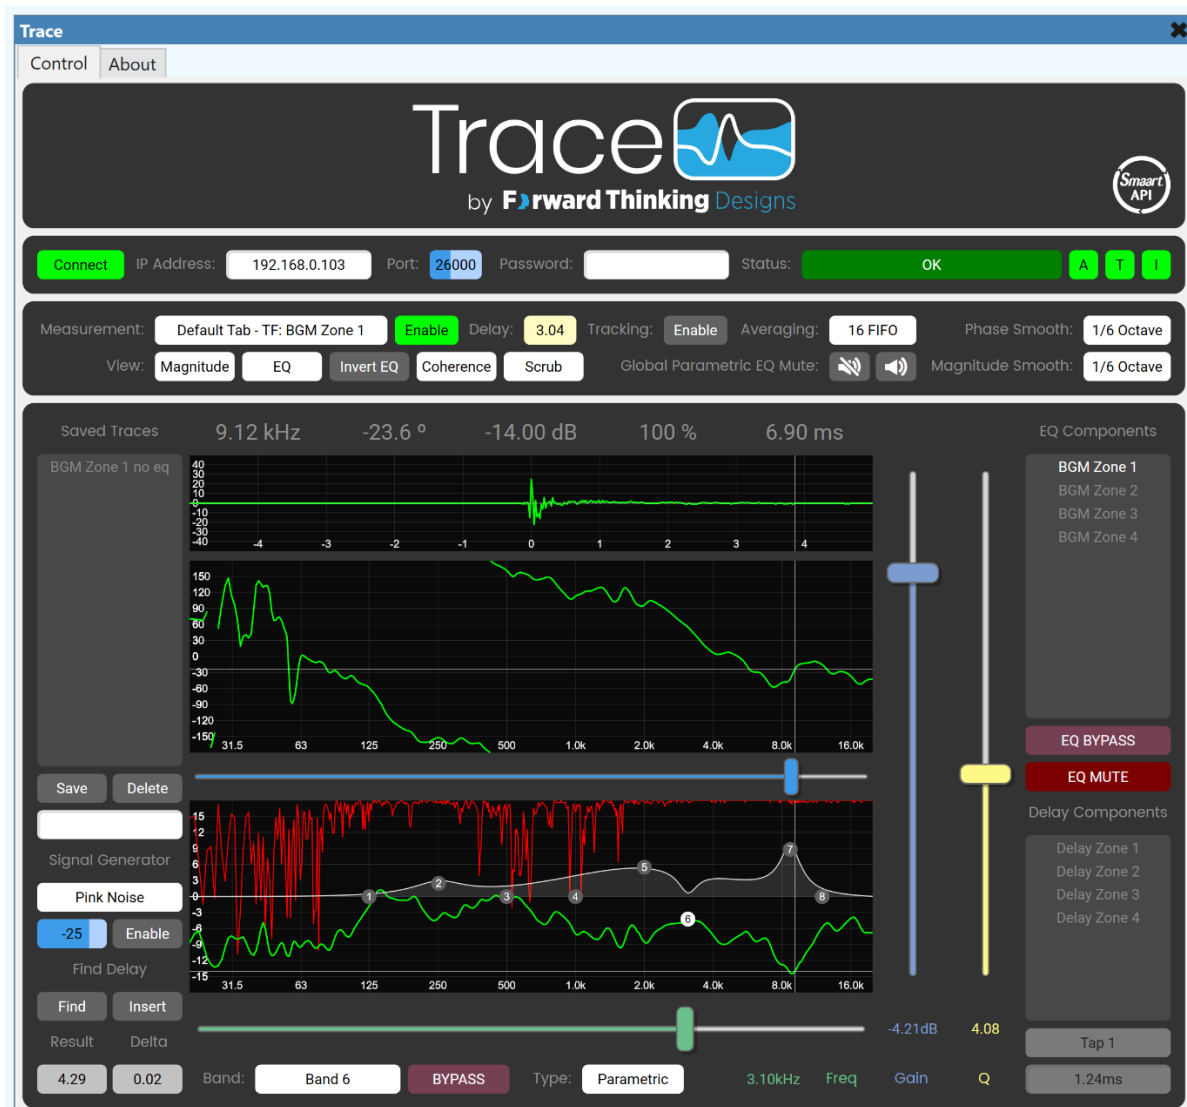 Trace
Control About
Trace
by Forward Thinking Designs
Smaart API
Connect IP Address: 192.168.0.103 Port: 26000 Password: Status: OK A T I
Measurement: Default Tab - TF: BGM Zone 1 Enable Delay: 3.04 Tracking: Enable Averaging: 16 FIFO Phase Smooth: 1/6 Octave
View: Magnitude EQ Invert EQ Coherence Scrub Global Parametric EQ Mute: Magnitude Smooth: 1/6 Octave
Saved Traces 9.12 kHz -23.6 º -14.00 dB 100 % 6.90 ms EQ Components
BGM Zone 1 no eq
40
30
20
10
0
-10
-20
-30
-40
-4 -3 -2 -1 0 1 2 3 4
BGM Zone 1
BGM Zone 2
BGM Zone 3
BGM Zone 4
150
120
90
60
30
0
-30
-60
-90
-120
-150
31.5 63 125 250 500 1.0k 2.0k 4.0k 8.0k 16.0k
EQ BYPASS
EQ MUTE
Save Delete
Signal Generator
Pink Noise
-25 Enable
Find Delay
Find Insert
Result Delta
4.29 0.02
15
12
9
6
3
0
-3
-6
-9
-12
-15
1 2 3 4 5 6 7 8
31.5 63 125 250 500 1.0k 2.0k 4.0k 8.0k 16.0k
Delay Components
Delay Zone 1
Delay Zone 2
Delay Zone 3
Delay Zone 4
-4.21dB 4.08
Tap 1
Band: Band 6 BYPASS Type: Parametric 3.10kHz Freq Gain Q 1.24ms